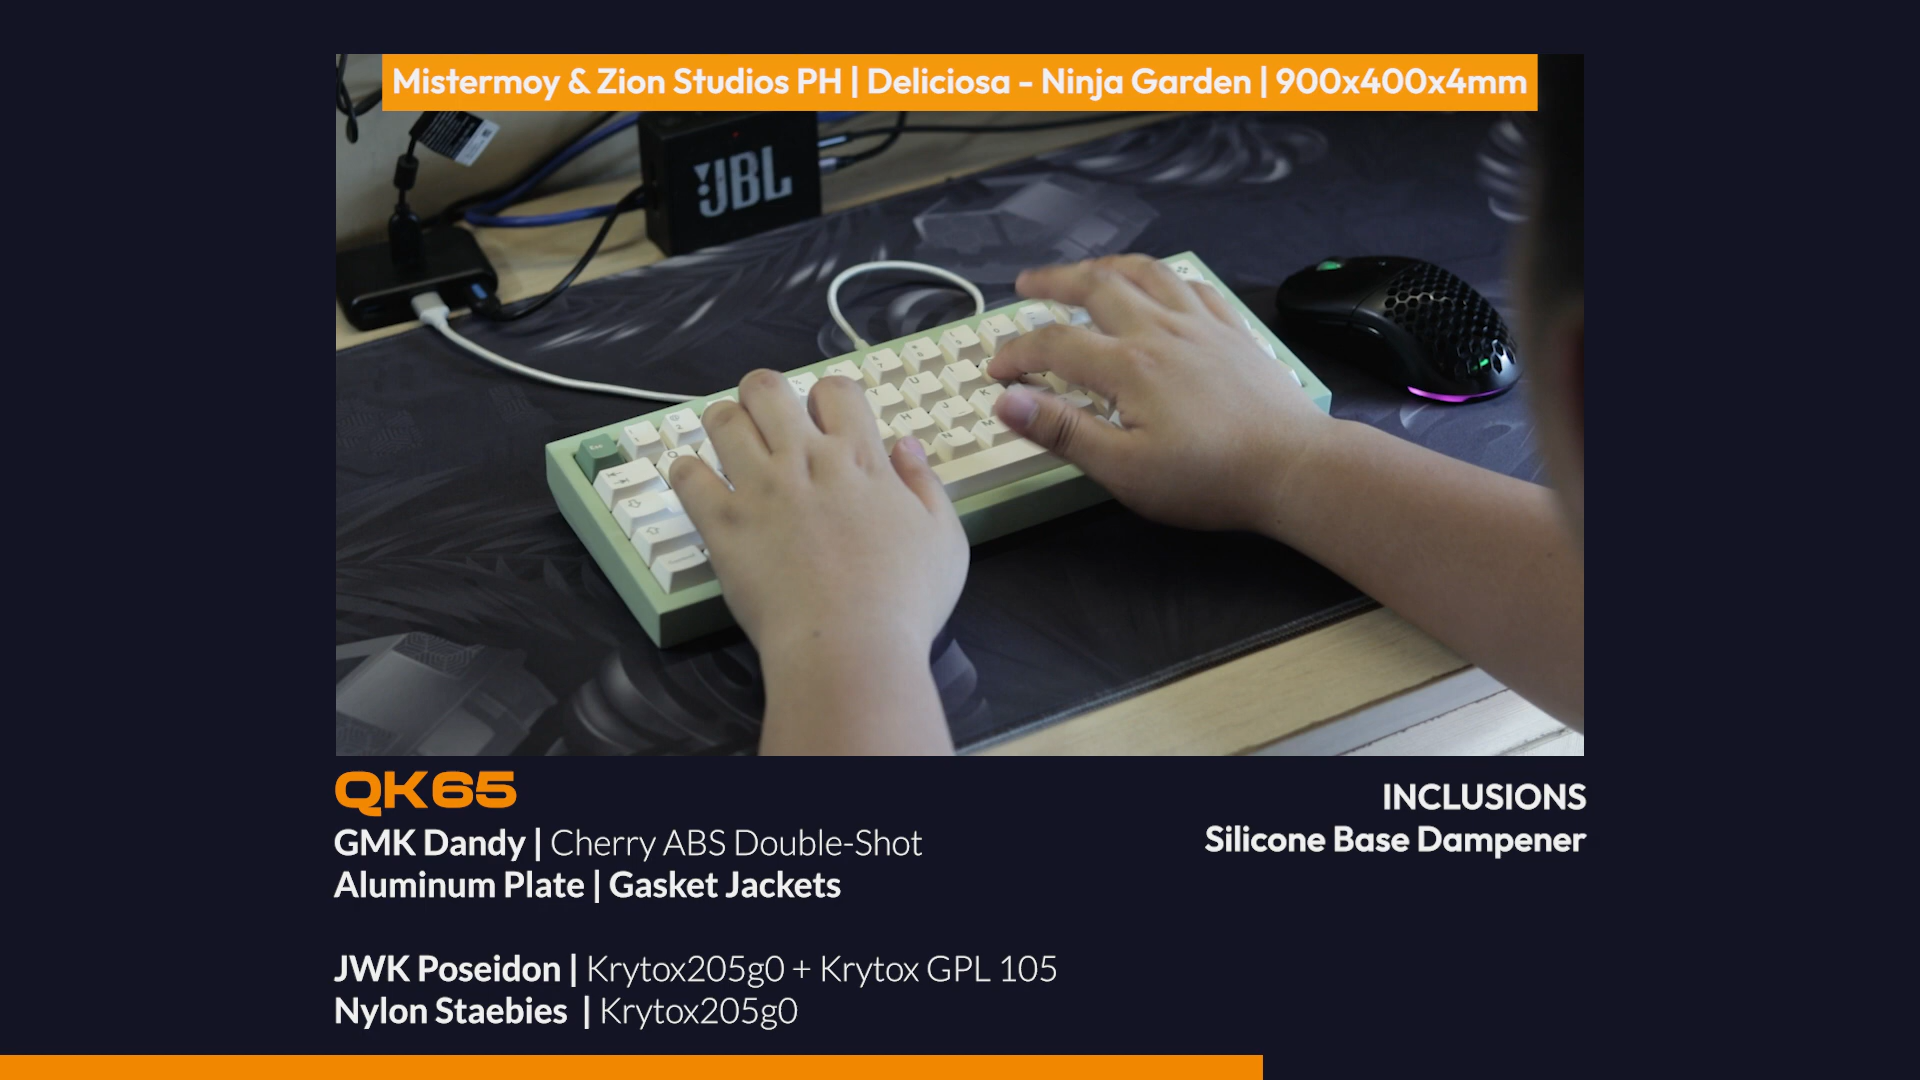 Mistermoy & Zion Studios PH | Deliciosa - Ninja Garden | 900x400x4mm
JBL
QK65
GMK Dandy | Cherry ABS Double-Shot
Aluminum Plate | Gasket Jackets
JWK Poseidon | Krytox205g0 + Krytox GPL 105
Nylon Staebies | Krytox205g0
INCLUSIONS
Silicone Base Dampener